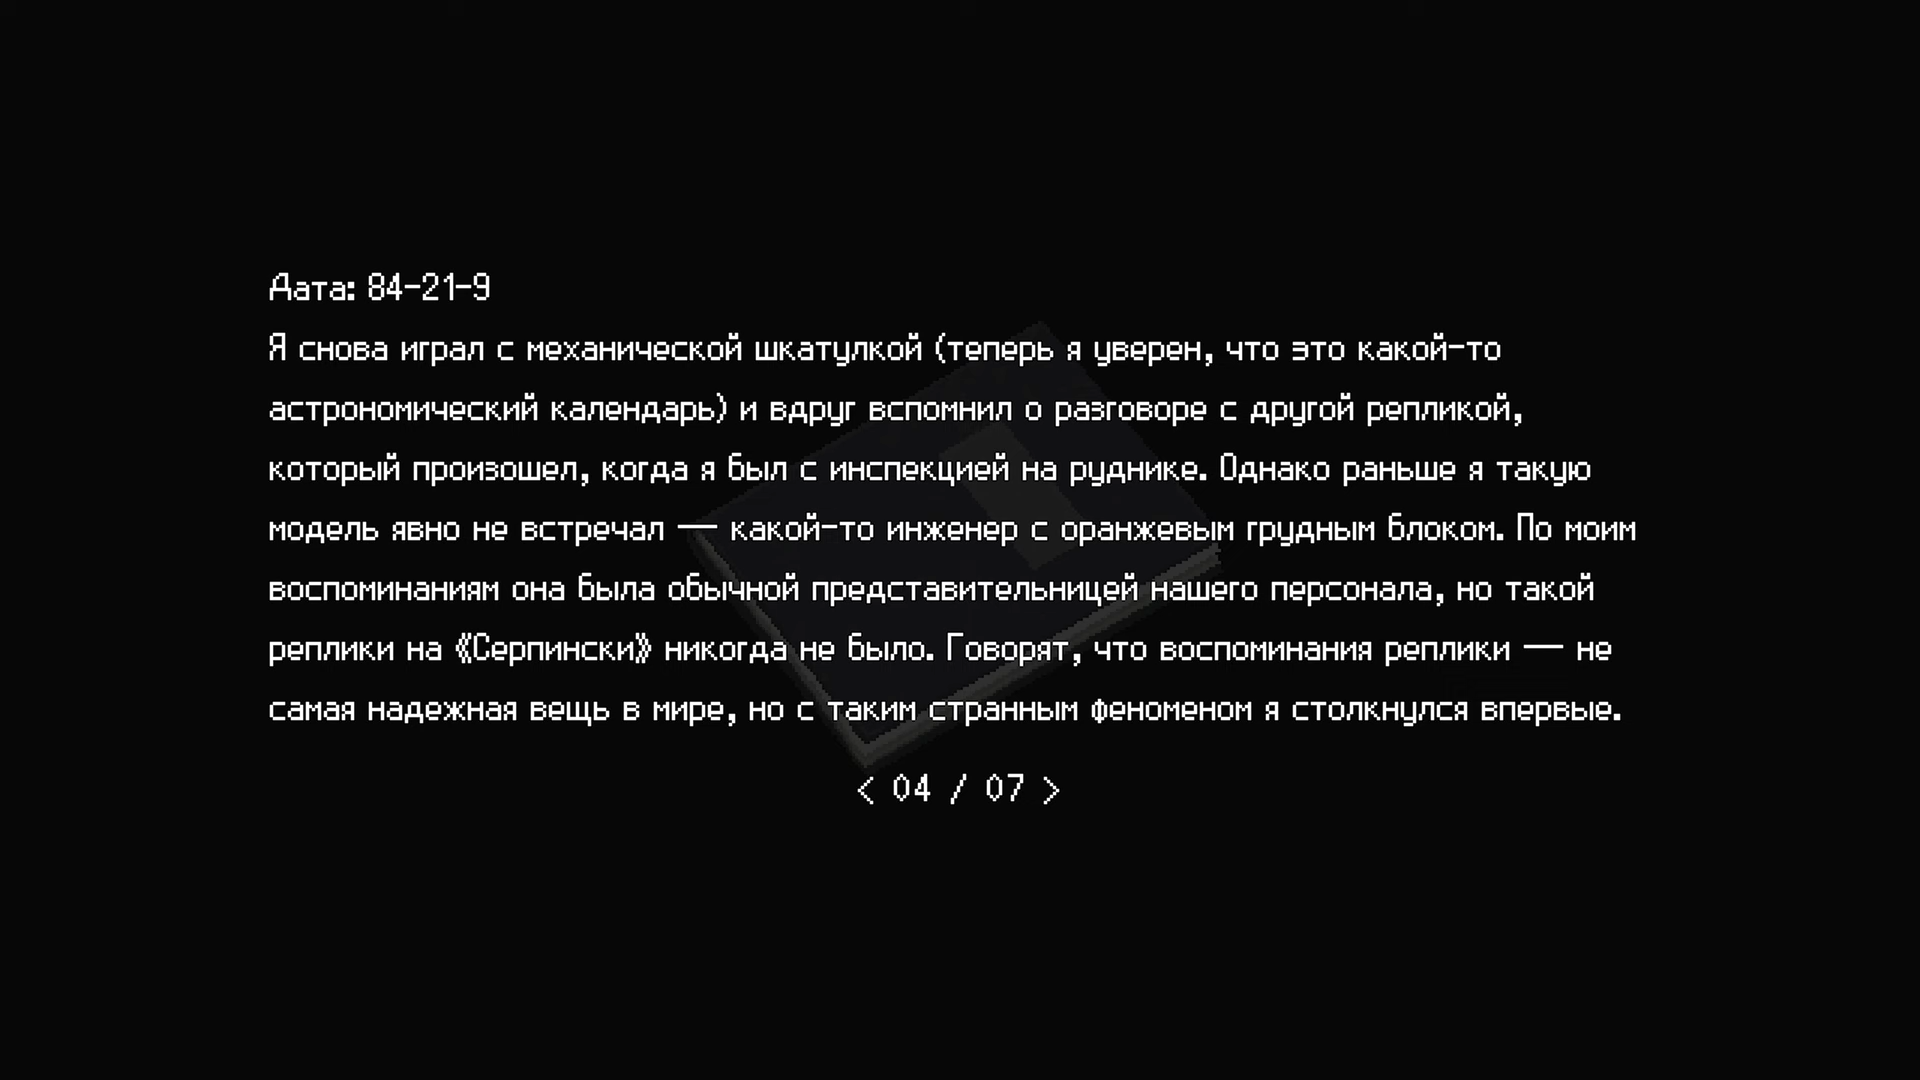 Дата: 84-21-9
Я снова играл с механической шкатулкой (теперь я уверен, что это какой-то
астрономический календарь) и вдруг вспомнил о разговоре с другой репликой,
который произошел, когда я был с инспекцией на руднике. Однако раньше я такую
модель явно не встречал — какой-то инженер с оранжевым грудным блоком. По моим
воспоминаниям она была обычной представительницей нашего персонала, но такой
реплики на «Серпински» никогда не было. Говорят, что воспоминания реплики — не
самая надежная вещь в мире, но с таким странным феноменом я столкнулся впервые.
< 04 / 07 >